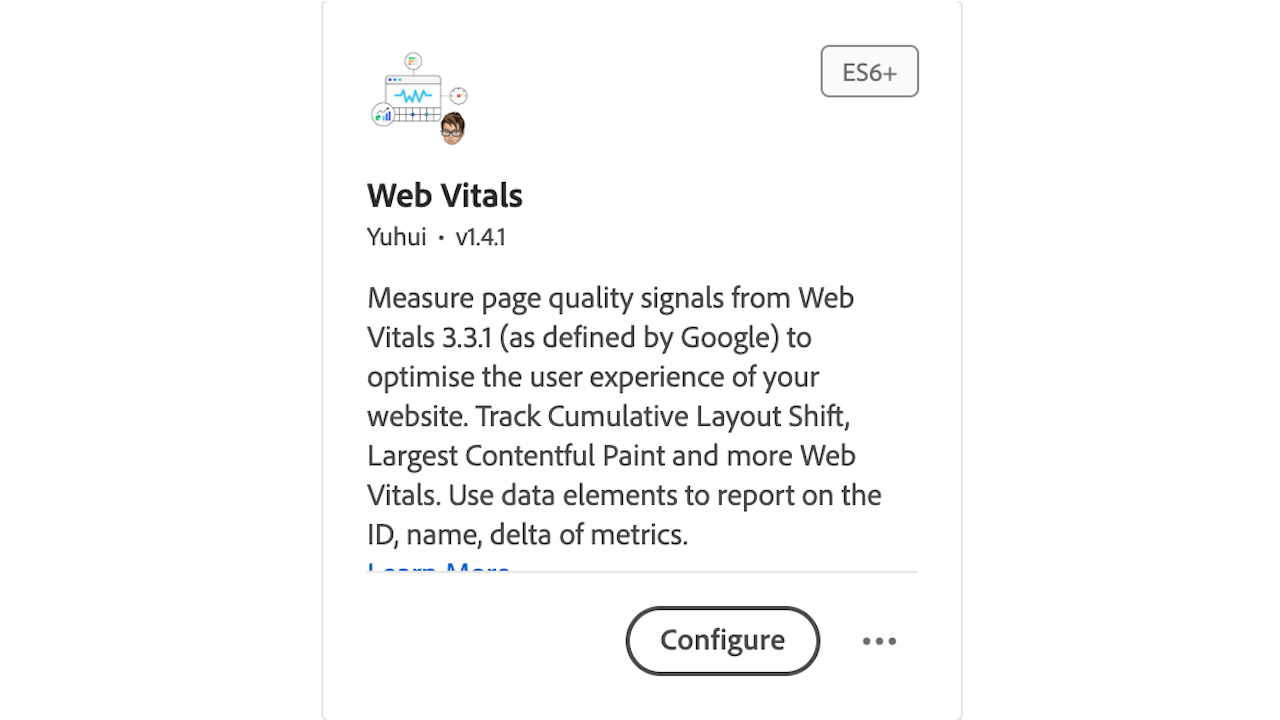 ES6+
Web Vitals
Yuhui • v1.4.1
Measure page quality signals from Web
Vitals 3.3.1 (as defined by Google) to
optimise the user experience of your
website. Track Cumulative Layout Shift,
Largest Contentful Paint and more Web
Vitals. Use data elements to report on the
ID, name, delta of metrics.
Learn More
Configure